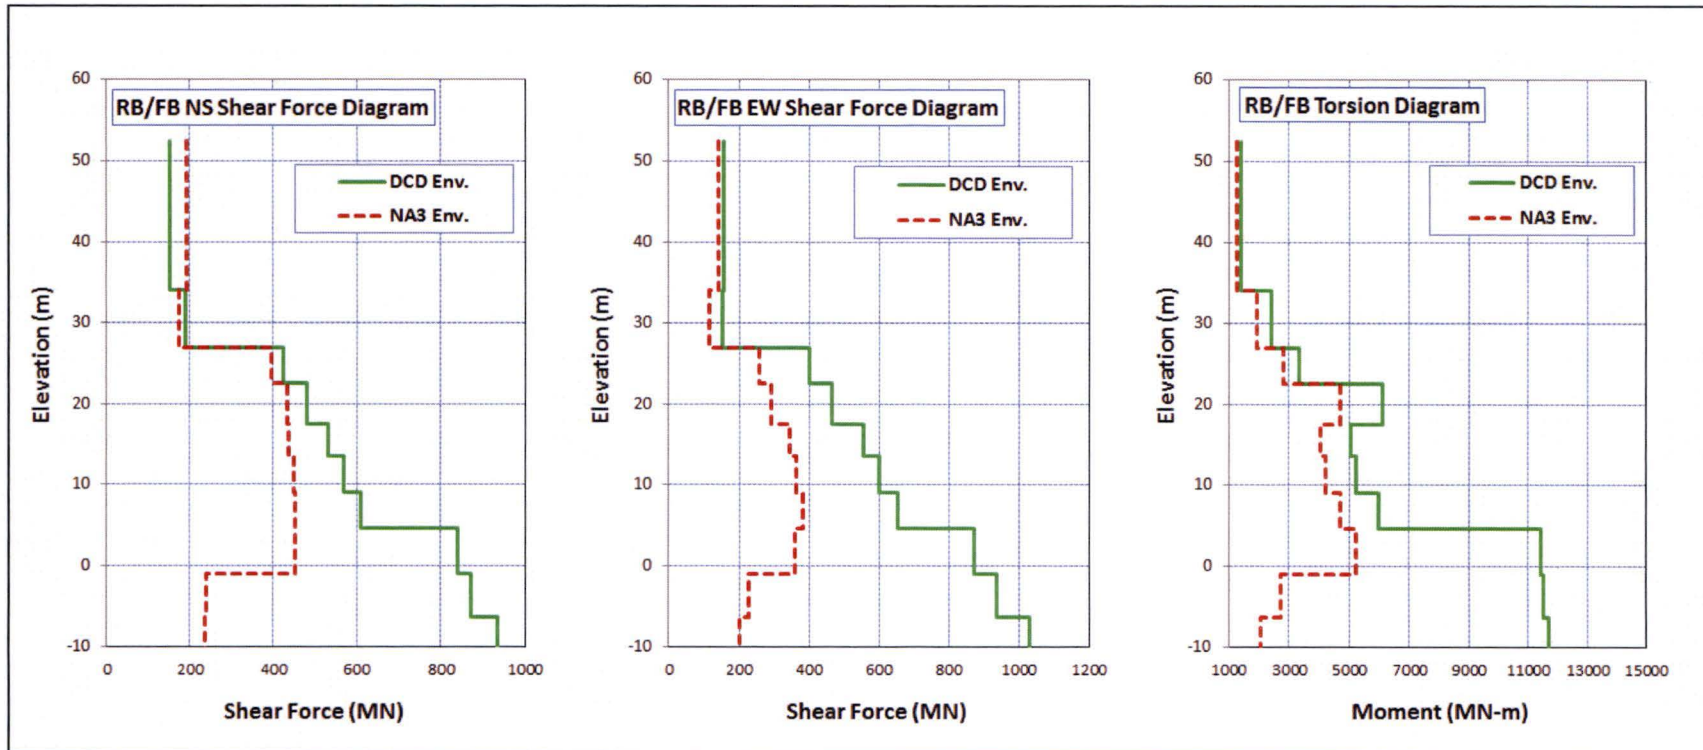 RB/FB NS Shear Force Diagram
DCD Env.
NA3 Env.
60
50
40
30
20
10
0
-10
Elevation (m)
0 200 400 600 800 1000
Shear Force (MN)
RB/FB EW Shear Force Diagram
DCD Env.
NA3 Env.
60
50
40
30
20
10
0
-10
Elevation (m)
0 200 400 600 800 1000 1200
Shear Force (MN)
RB/FB Torsion Diagram
DCD Env.
NA3 Env.
60
50
40
30
20
10
0
-10
Elevation (m)
1000 3000 5000 7000 9000 11000 13000 15000
Moment (MN-m)